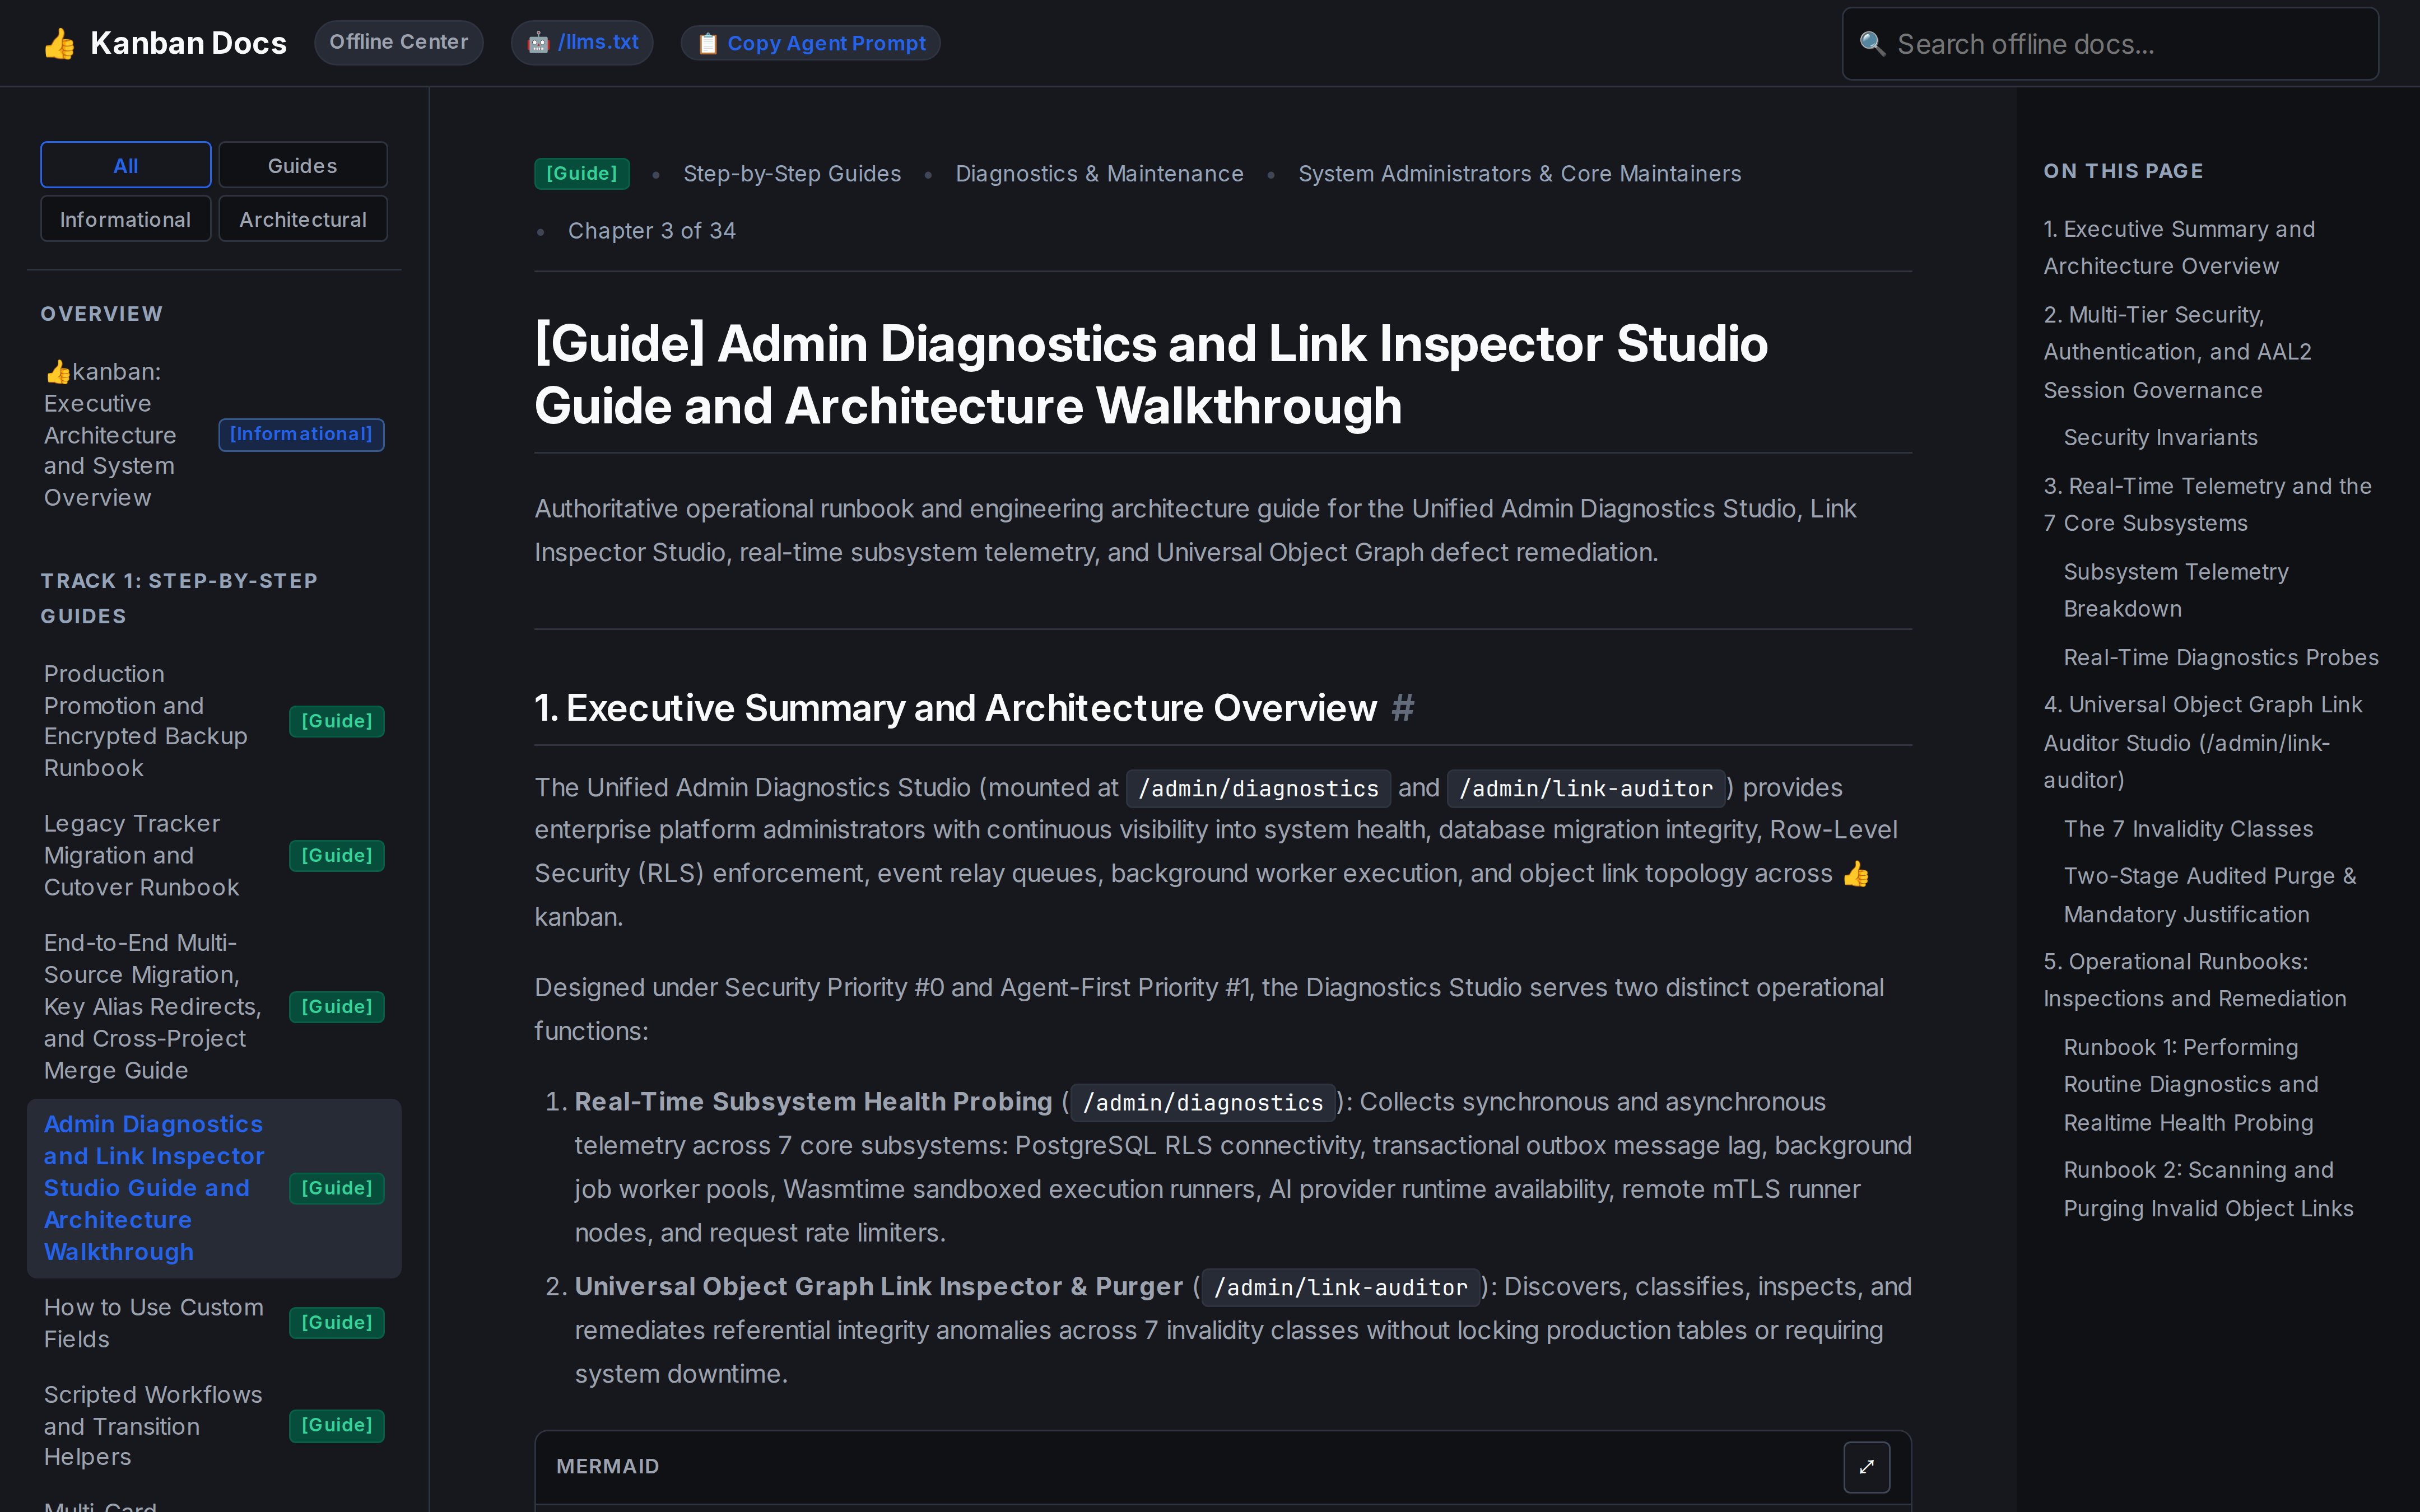 👍 Kanban Docs
Offline Center
🤖 /llms.txt
📋 Copy Agent Prompt
🔍 Search offline docs...
All
Guides
Informational
Architectural
OVERVIEW
👍kanban:
Executive
Architecture
and System
Overview
[Informational]
TRACK 1: STEP-BY-STEP
GUIDES
Production
Promotion and
Encrypted Backup
Runbook
[Guide]
Legacy Tracker
Migration and
Cutover Runbook
[Guide]
End-to-End Multi-
Source Migration,
Key Alias Redirects,
and Cross-Project
Merge Guide
[Guide]
Admin Diagnostics
and Link Inspector
Studio Guide and
Architecture
Walkthrough
[Guide]
How to Use Custom
Fields
[Guide]
Scripted Workflows
and Transition
Helpers
[Guide]
Multi-Card
[Guide] • Step-by-Step Guides • Diagnostics & Maintenance • System Administrators & Core Maintainers
• Chapter 3 of 34
[Guide] Admin Diagnostics and Link Inspector Studio
Guide and Architecture Walkthrough
Authoritative operational runbook and engineering architecture guide for the Unified Admin Diagnostics Studio, Link
Inspector Studio, real-time subsystem telemetry, and Universal Object Graph defect remediation.
1. Executive Summary and Architecture Overview #
The Unified Admin Diagnostics Studio (mounted at /admin/diagnostics and /admin/link-auditor) provides
enterprise platform administrators with continuous visibility into system health, database migration integrity, Row-Level
Security (RLS) enforcement, event relay queues, background worker execution, and object link topology across 👍
kanban.
Designed under Security Priority #0 and Agent-First Priority #1, the Diagnostics Studio serves two distinct operational
functions:
1. Real-Time Subsystem Health Probing (/admin/diagnostics): Collects synchronous and asynchronous
telemetry across 7 core subsystems: PostgreSQL RLS connectivity, transactional outbox message lag, background
job worker pools, Wasmtime sandboxed execution runners, AI provider runtime availability, remote mTLS runner
nodes, and request rate limiters.
2. Universal Object Graph Link Inspector & Purger (/admin/link-auditor): Discovers, classifies, inspects, and
remediates referential integrity anomalies across 7 invalidity classes without locking production tables or requiring
system downtime.
MERMAID
⤢
ON THIS PAGE
1. Executive Summary and
Architecture Overview
2. Multi-Tier Security,
Authentication, and AAL2
Session Governance
Security Invariants
3. Real-Time Telemetry and the
7 Core Subsystems
Subsystem Telemetry
Breakdown
Real-Time Diagnostics Probes
4. Universal Object Graph Link
Auditor Studio (/admin/link-
auditor)
The 7 Invalidity Classes
Two-Stage Audited Purge &
Mandatory Justification
5. Operational Runbooks:
Inspections and Remediation
Runbook 1: Performing
Routine Diagnostics and
Realtime Health Probing
Runbook 2: Scanning and
Purging Invalid Object Links